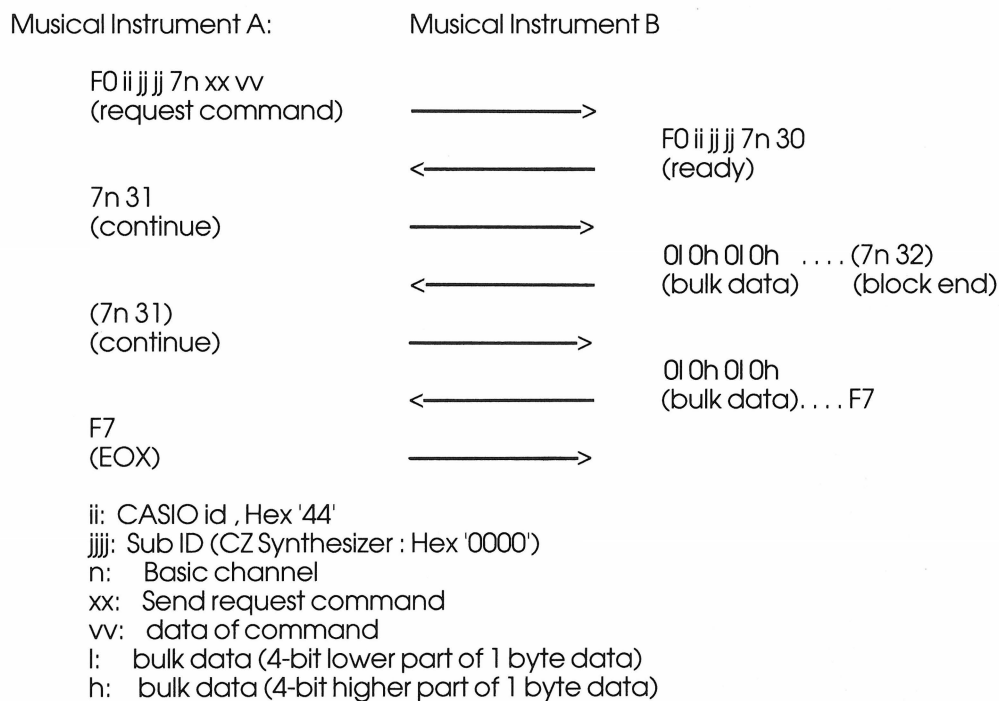 Musical Instrument A: Musical Instrument B
F0 ii jj jj 7n xx vv
(request command)
F0 ii jj jj 7n 30
(ready)
7n 31
(continue)
0l 0h 0l 0h .... (7n 32)
(bulk data) (block end)
(7n 31)
(continue)
0l 0h 0l 0h
(bulk data).... F7
F7
(EOX)
ii: CASIO id , Hex '44'
jjjj: Sub ID (CZ Synthesizer : Hex '0000')
n: Basic channel
xx: Send request command
vv: data of command
l: bulk data (4-bit lower part of 1 byte data)
h: bulk data (4-bit higher part of 1 byte data)